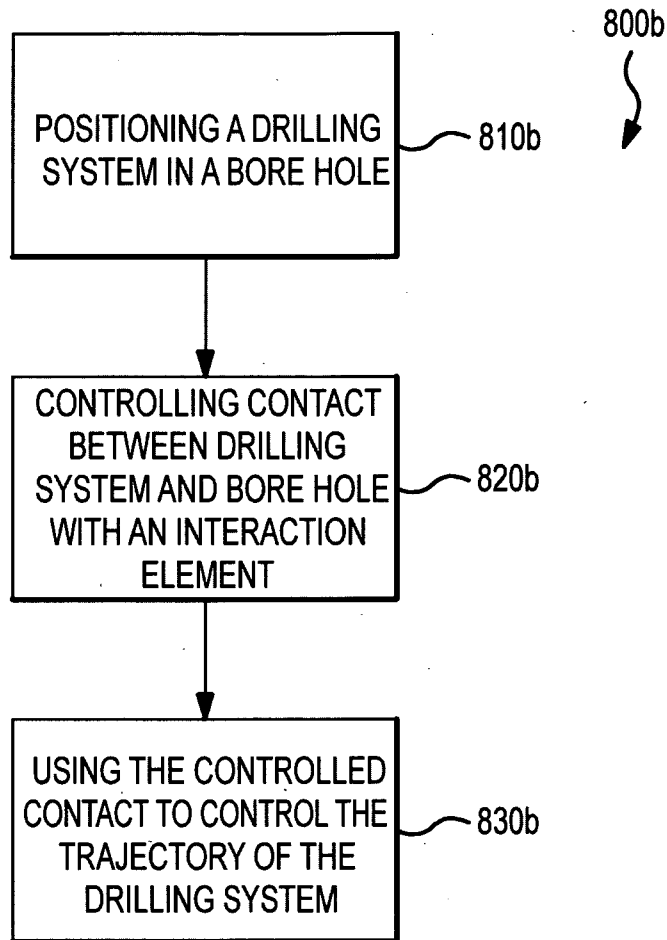 800b
POSITIONING A DRILLING
SYSTEM IN A BORE HOLE
810b
CONTROLLING CONTACT
BETWEEN DRILLING
SYSTEM AND BORE HOLE
WITH AN INTERACTION
ELEMENT
820b
USING THE CONTROLLED
CONTACT TO CONTROL THE
TRAJECTORY OF THE
DRILLING SYSTEM
830b